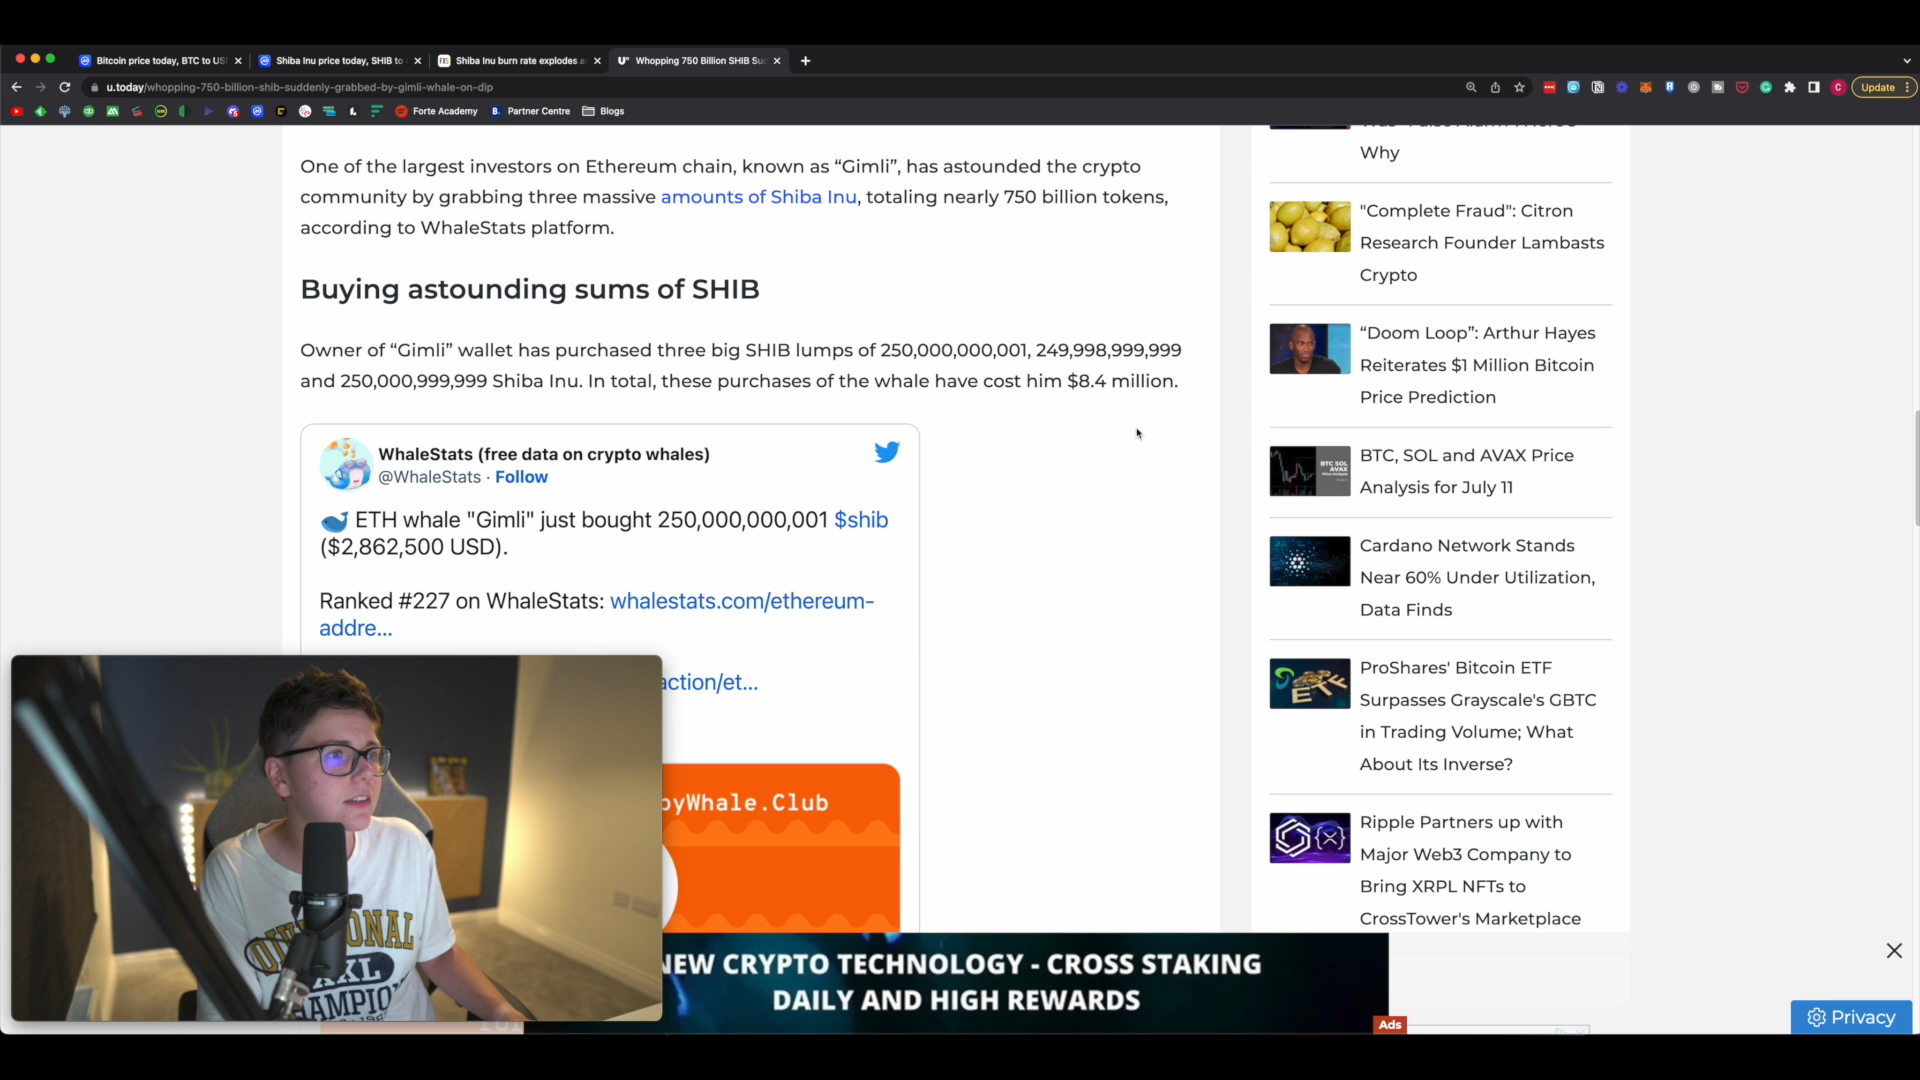 Bitcoin price today, BTC to US
Shiba Inu price today, SHIB to
Shiba Inu burn rate explodes a
Whopping 750 Billion SHIB Su
u.today/whopping-750-billion-shib-suddenly-grabbed-by-gimli-whale-on-dip
Update
Forte Academy
Partner Centre
Blogs
One of the largest investors on Ethereum chain, known as “Gimli”, has astounded the crypto
community by grabbing three massive amounts of Shiba Inu, totaling nearly 750 billion tokens,
according to WhaleStats platform.
Buying astounding sums of SHIB
Owner of “Gimli” wallet has purchased three big SHIB lumps of 250,000,000,001, 249,998,999,999
and 250,000,999,999 Shiba Inu. In total, these purchases of the whale have cost him $8.4 million.
WhaleStats (free data on crypto whales)
@WhaleStats · Follow
ETH whale "Gimli" just bought 250,000,000,001 $shib
($2,862,500 USD).
Ranked #227 on WhaleStats: whalestats.com/ethereum-
addre...
action/et...
byWhale.Club
Why
"Complete Fraud": Citron
Research Founder Lambasts
Crypto
“Doom Loop”: Arthur Hayes
Reiterates $1 Million Bitcoin
Price Prediction
BTC SOL
AVAX
BTC, SOL and AVAX Price
Analysis for July 11
Cardano Network Stands
Near 60% Under Utilization,
Data Finds
ETF
ProShares' Bitcoin ETF
Surpasses Grayscale's GBTC
in Trading Volume; What
About Its Inverse?
Ripple Partners up with
Major Web3 Company to
Bring XRPL NFTs to
CrossTower's Marketplace
NEW CRYPTO TECHNOLOGY - CROSS STAKING
DAILY AND HIGH REWARDS
Ads
Privacy